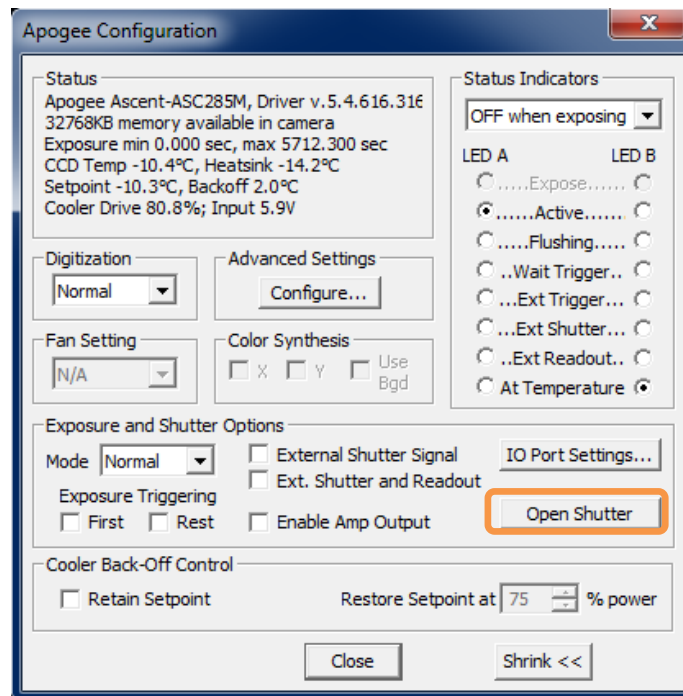 Apogee Configuration
x
Status
Apogee Ascent-ASC285M, Driver v.5.4.616.316
32768KB memory available in camera
Exposure min 0.000 sec, max 5712.300 sec
CCD Temp -10.4ºC, Heatsink -14.2ºC
Setpoint -10.3ºC, Backoff 2.0ºC
Cooler Drive 80.8%; Input 5.9V
Status Indicators
OFF when exposing
LED A LED B
.....Expose......
......Active.......
.....Flushing.....
..Wait Trigger..
...Ext Trigger...
...Ext Shutter...
..Ext Readout..
At Temperature
Digitization
Normal
Advanced Settings
Configure...
Fan Setting
N/A
Color Synthesis
X Y Use
Bgd
Exposure and Shutter Options
Mode Normal
External Shutter Signal
IO Port Settings...
Ext. Shutter and Readout
Exposure Triggering
First Rest
Enable Amp Output
Open Shutter
Cooler Back-Off Control
Retain Setpoint
Restore Setpoint at 75 % power
Close
Shrink <<